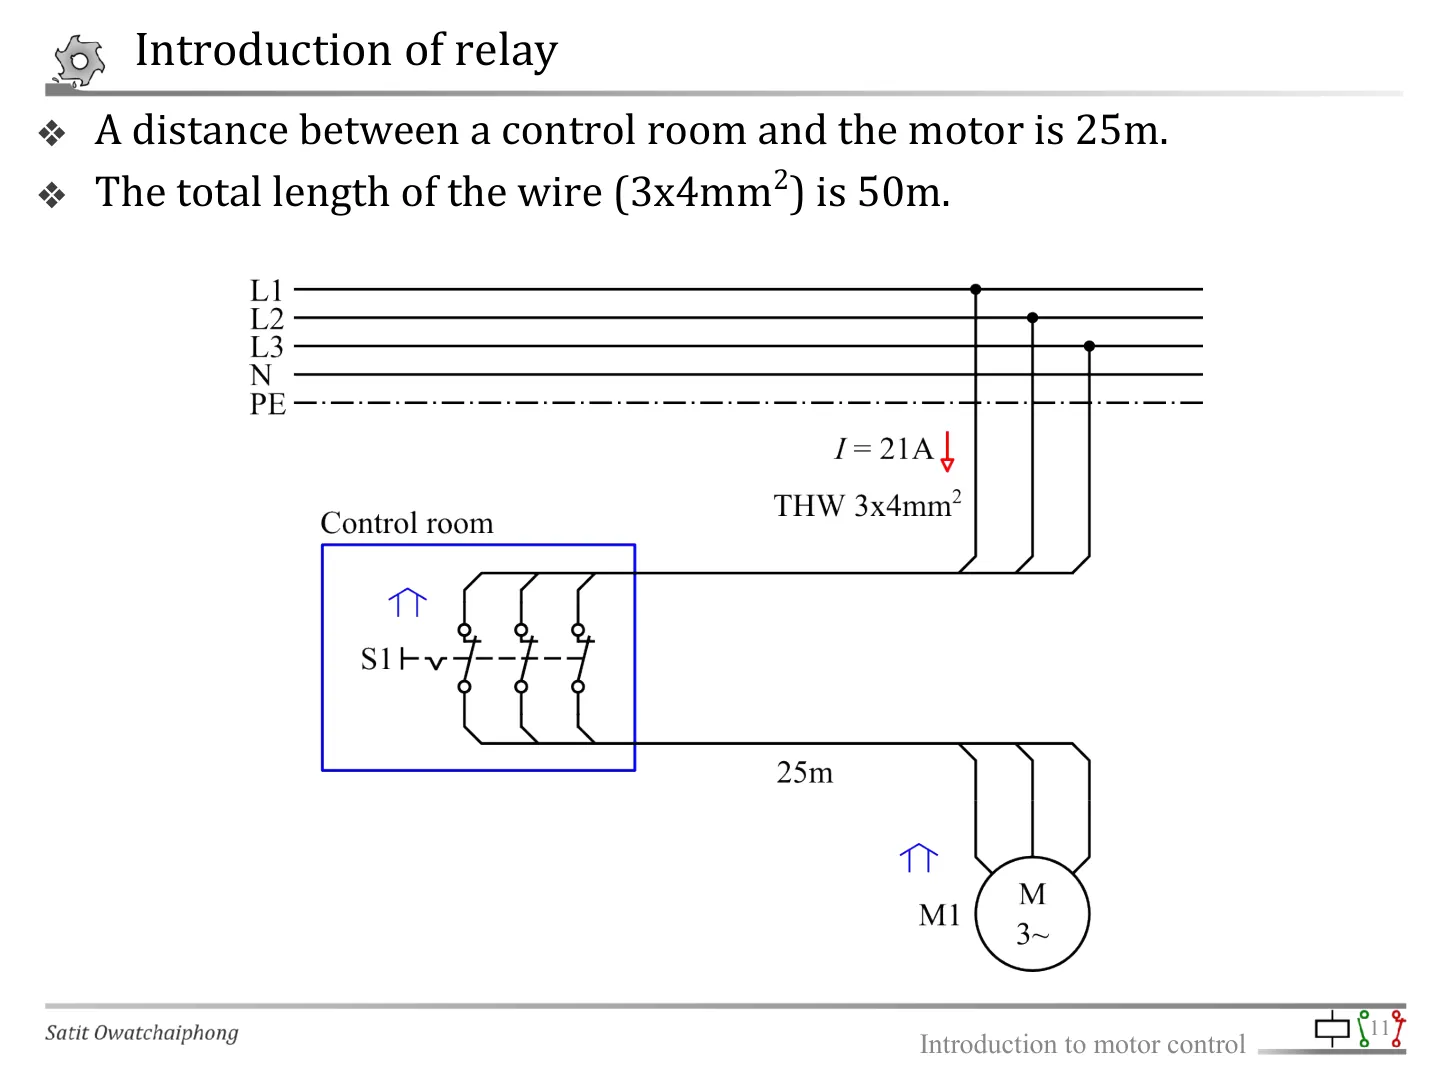 Introduction of relay
❖ A distance between a control room and the motor is 25m.
❖ The total length of the wire (3x4mm²) is 50m.
L1
L2
L3
N
PE
I = 21A
THW 3x4mm²
Control room
S1
25m
M1
M
3~
Satit Owatchaiphong
Introduction to motor control
11